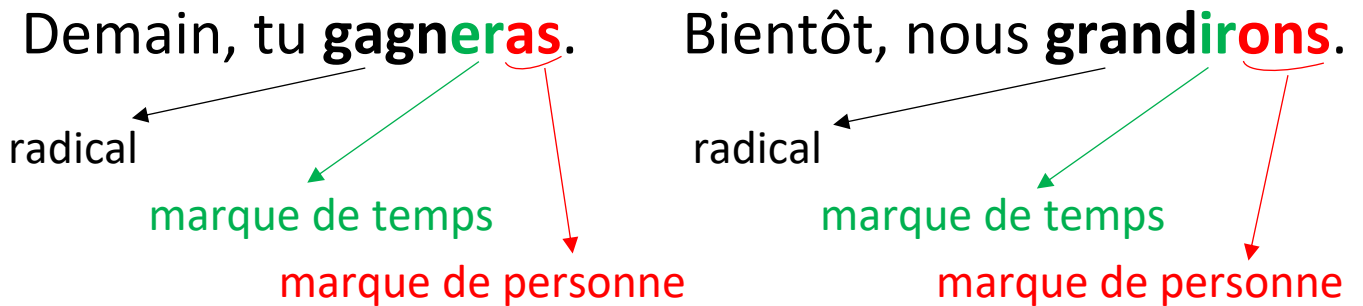 Demain, tu gagneras. Bientôt, nous grandirons.
radical radical
marque de temps marque de temps
marque de personne marque de personne